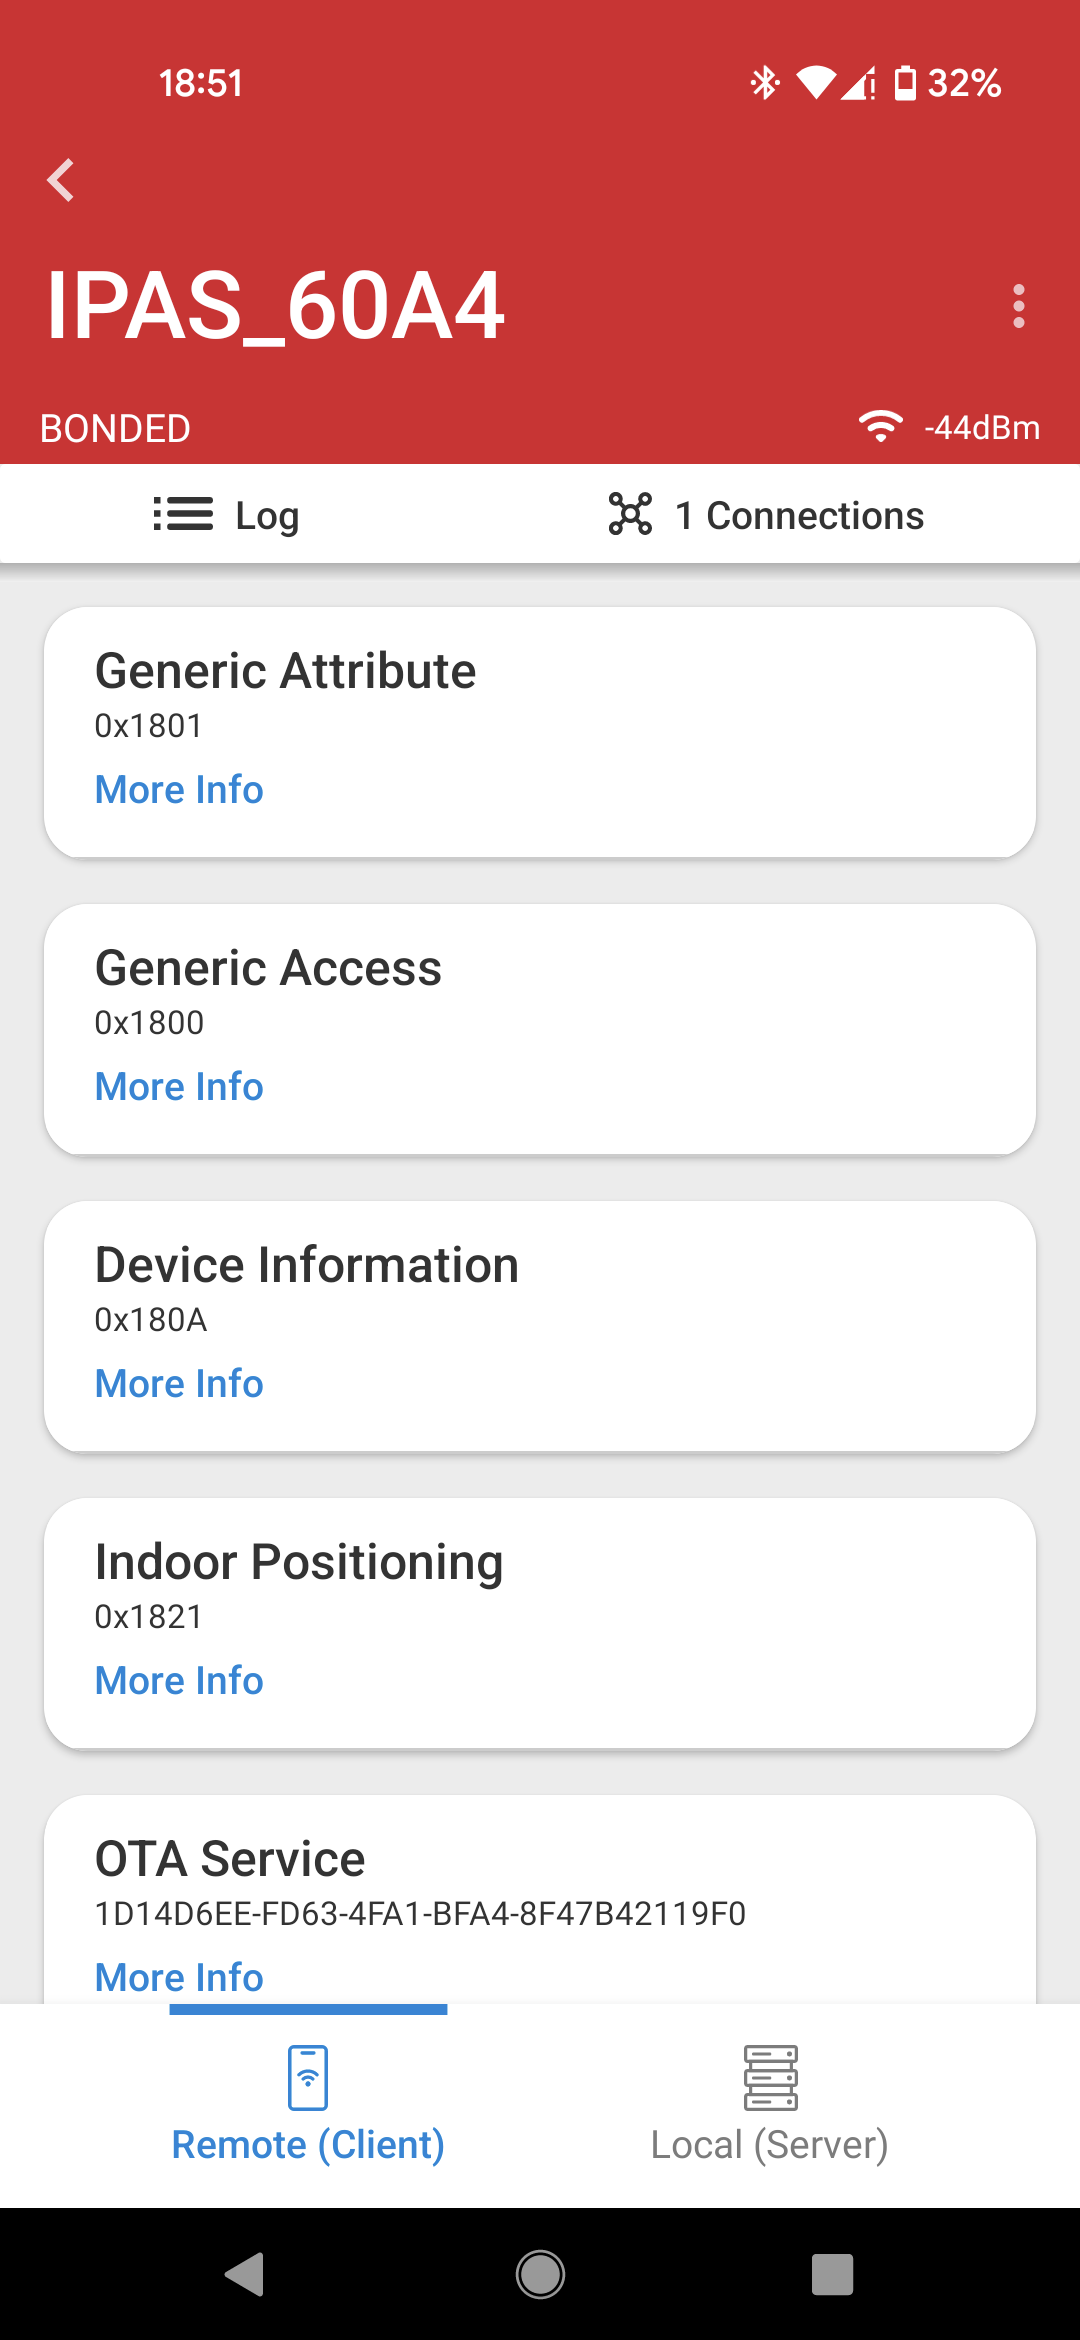 18:51
32%
IPAS_60A4
BONDED
-44dBm
Log
1 Connections
Generic Attribute
0x1801
More Info
Generic Access
0x1800
More Info
Device Information
0x180A
More Info
Indoor Positioning
0x1821
More Info
OTA Service
1D14D6EE-FD63-4FA1-BFA4-8F47B42119F0
More Info
Remote (Client)
Local (Server)